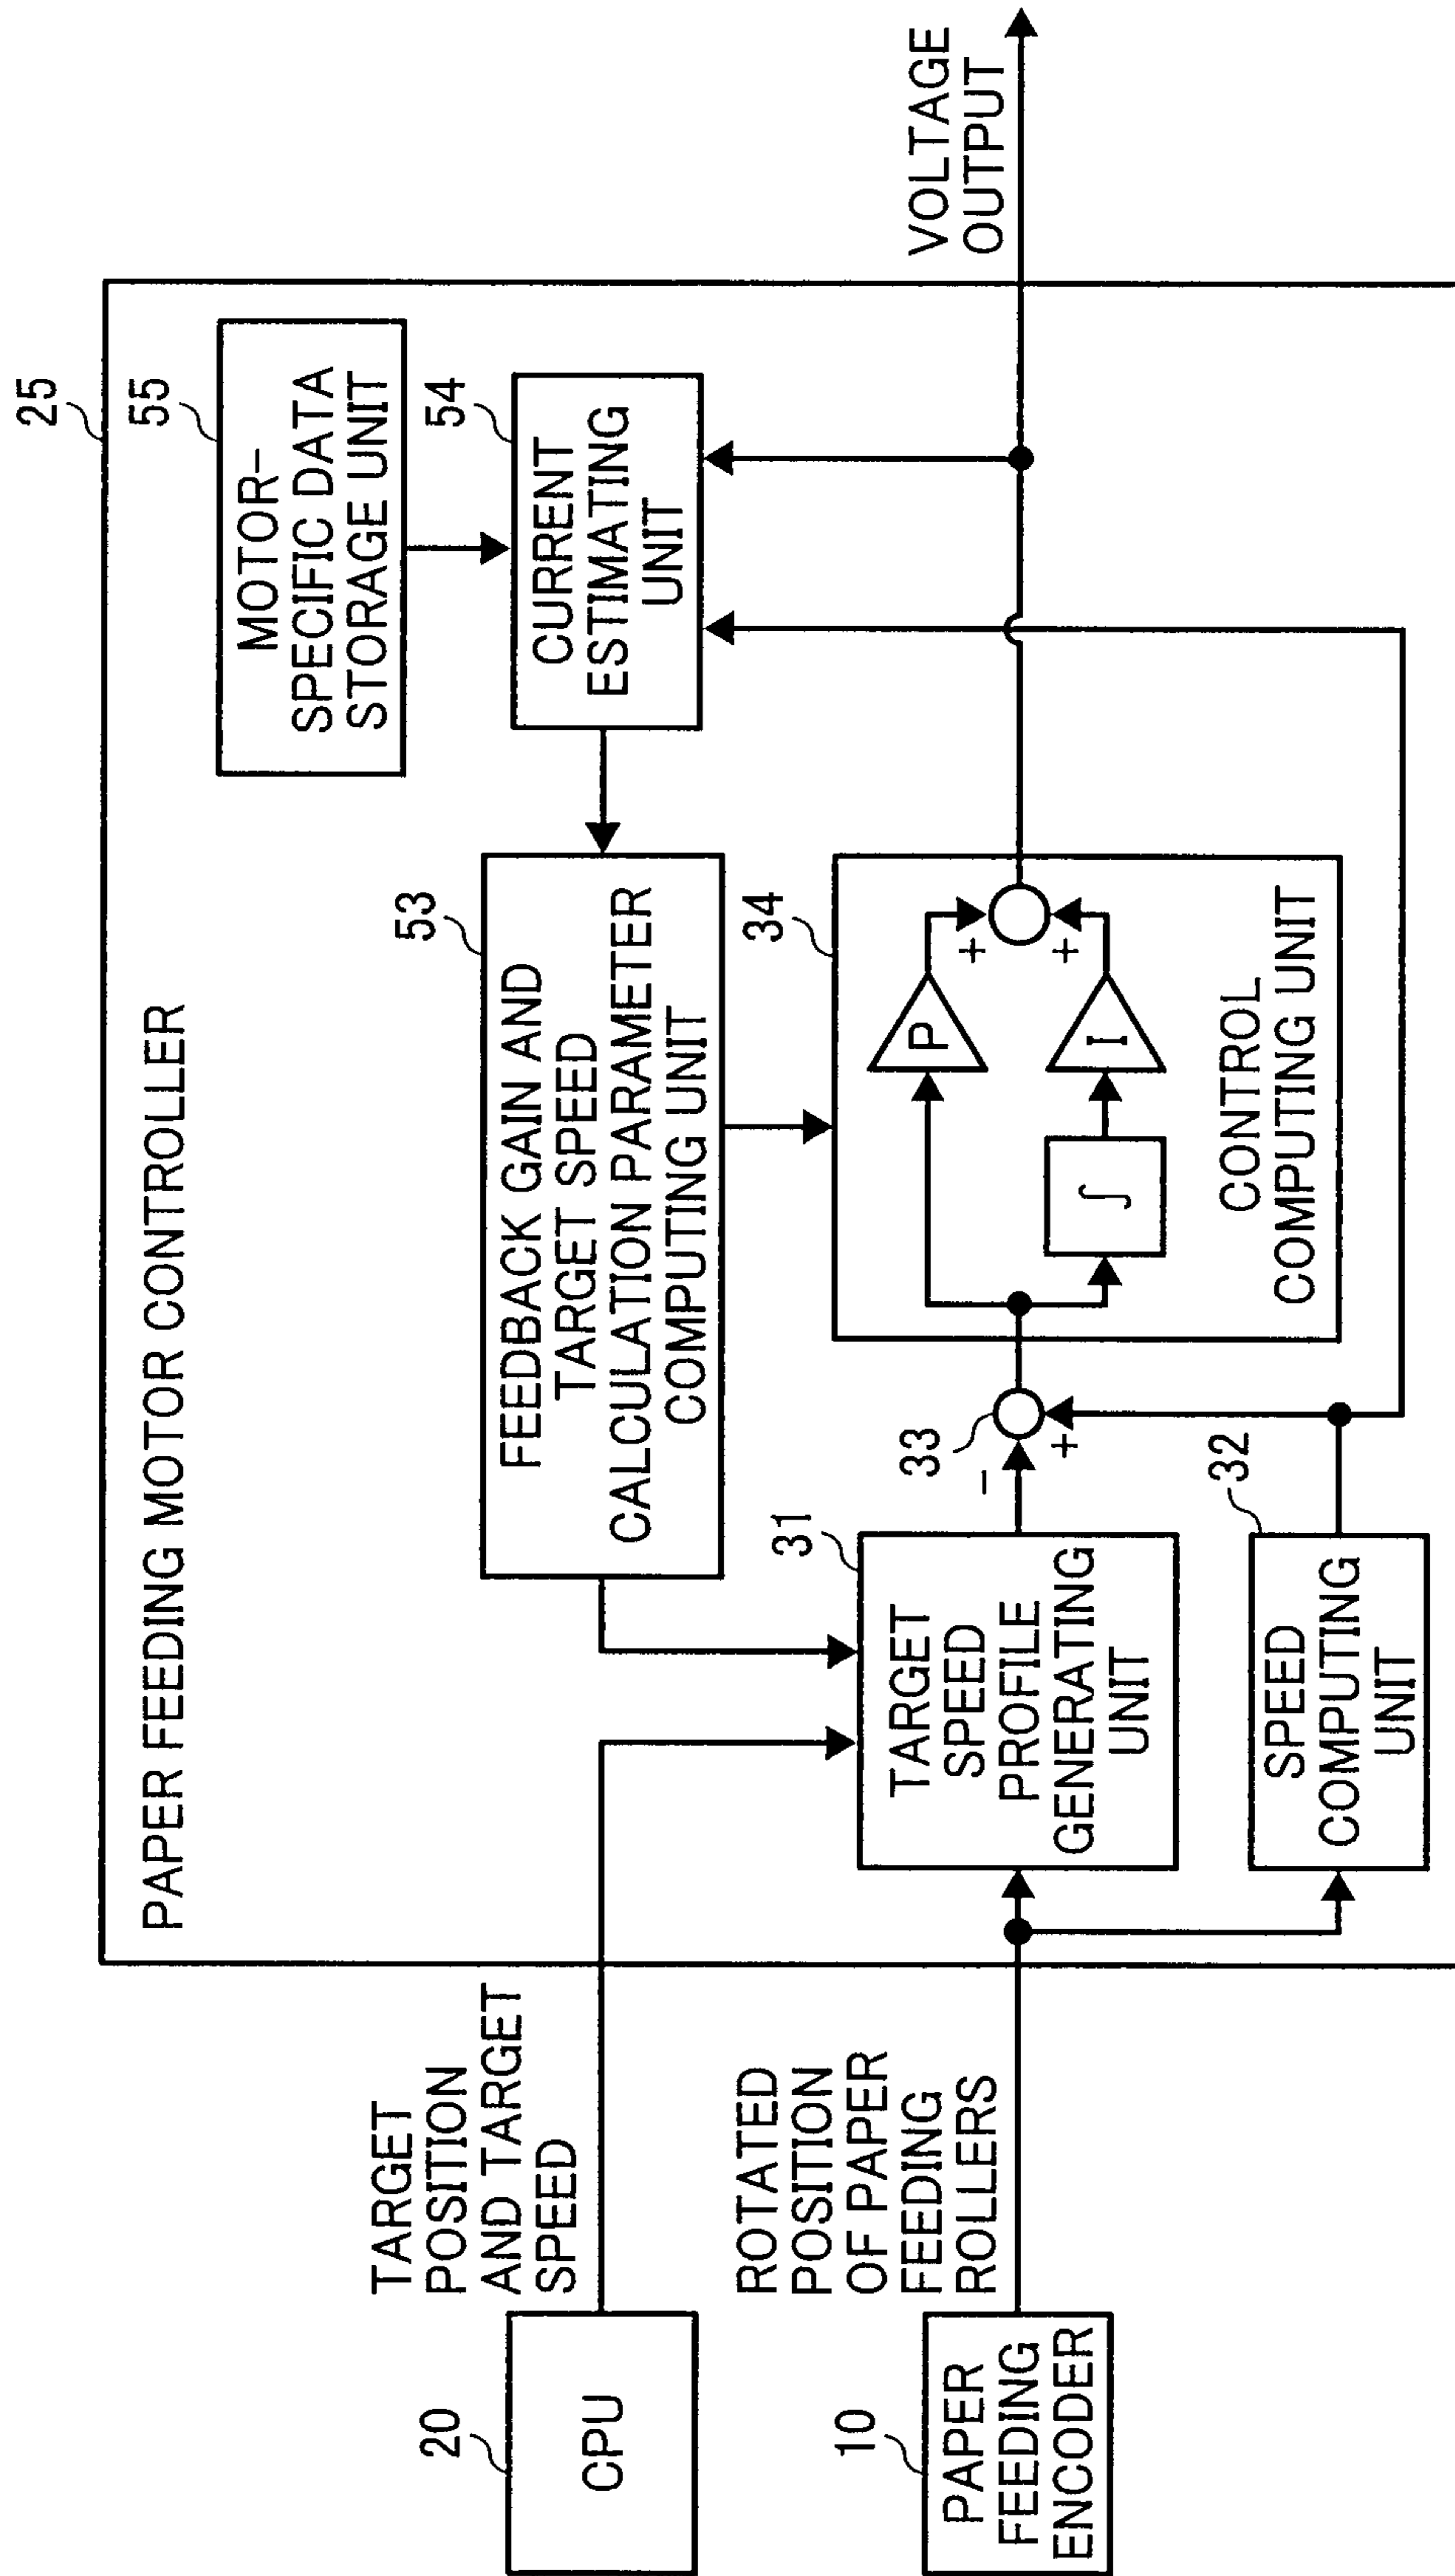 PAPER FEEDING MOTOR CONTROLLER
25
55
MOTOR-
SPECIFIC DATA
STORAGE UNIT
54
CURRENT
ESTIMATING
UNIT
53
FEEDBACK GAIN AND
TARGET SPEED
CALCULATION PARAMETER
COMPUTING UNIT
20
CPU
TARGET
POSITION
AND TARGET
SPEED
10
PAPER
FEEDING
ENCODER
ROTATED
POSITION
OF PAPER
FEEDING
ROLLERS
31
TARGET
SPEED
PROFILE
GENERATING
UNIT
32
SPEED
COMPUTING
UNIT
33
-
+
34
P
∫
I
+
+
CONTROL
COMPUTING UNIT
VOLTAGE
OUTPUT